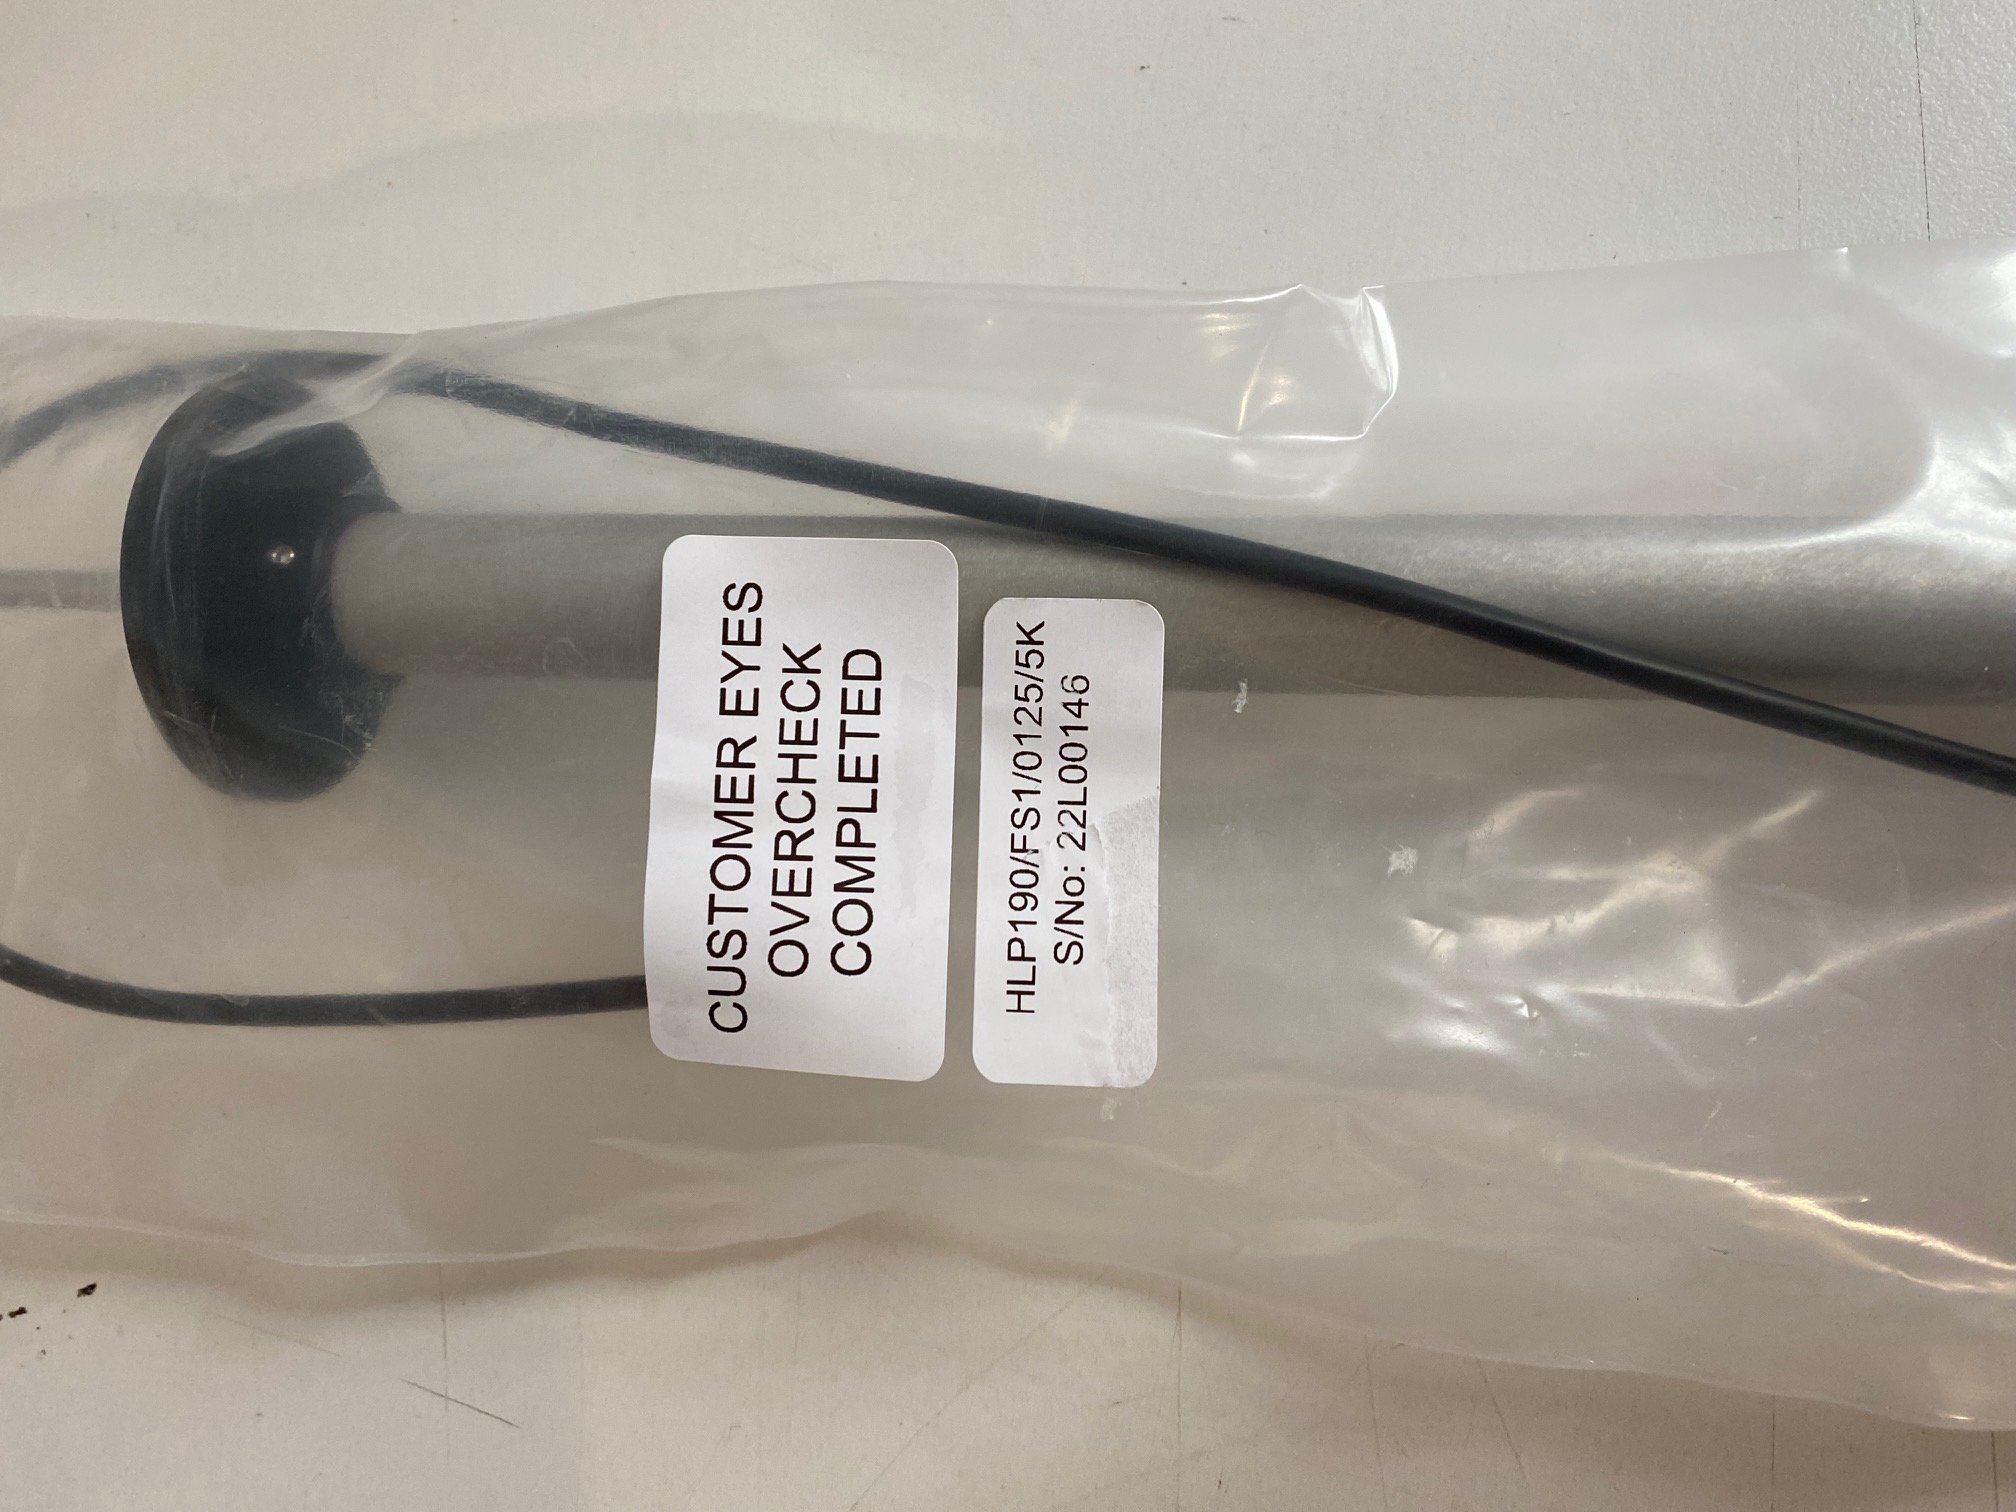 CUSTOMER EYES
OVERCHECK
COMPLETED
HLP190/FS1/0125/5K
S/No: 22L00146